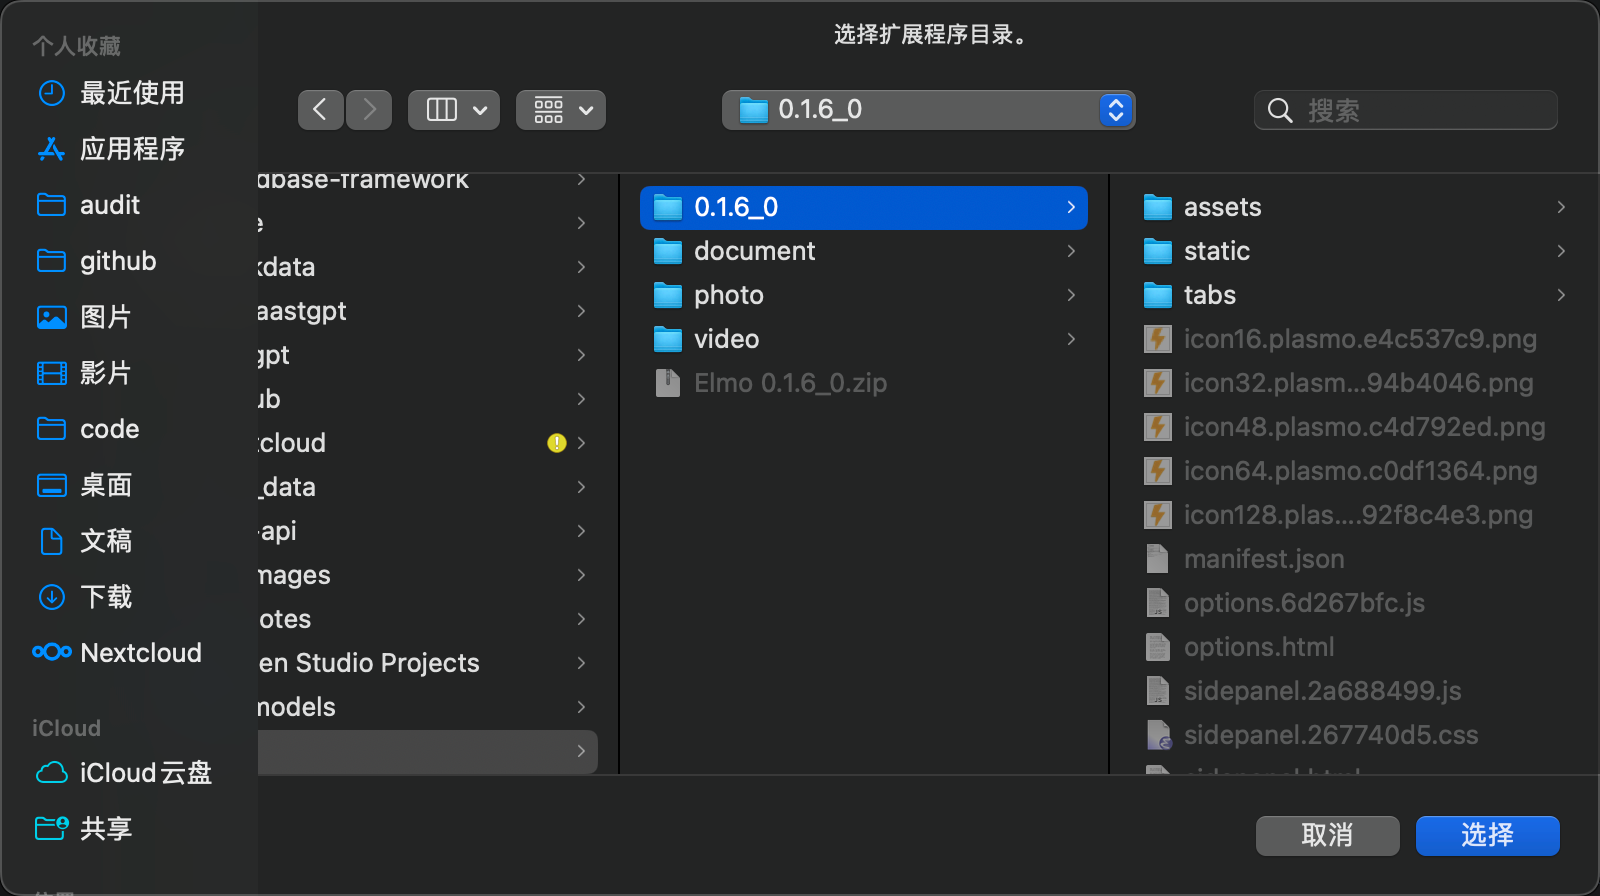 选择扩展程序目录。
个人收藏
最近使用
应用程序
audit
github
图片
影片
code
桌面
文稿
下载
Nextcloud
iCloud
iCloud云盘
共享
0.1.6_0
搜索
dbase-framework
e
kdata
aastgpt
gpt
ub
tcloud
_data
-api
mages
otes
en Studio Projects
models
0.1.6_0
document
photo
video
Elmo 0.1.6_0.zip
assets
static
tabs
icon16.plasmo.e4c537c9.png
icon32.plasm...94b4046.png
icon48.plasmo.c4d792ed.png
icon64.plasmo.c0df1364.png
icon128.plas....92f8c4e3.png
manifest.json
options.6d267bfc.js
options.html
sidepanel.2a688499.js
sidepanel.267740d5.css
sidepanel.html
取消
选择